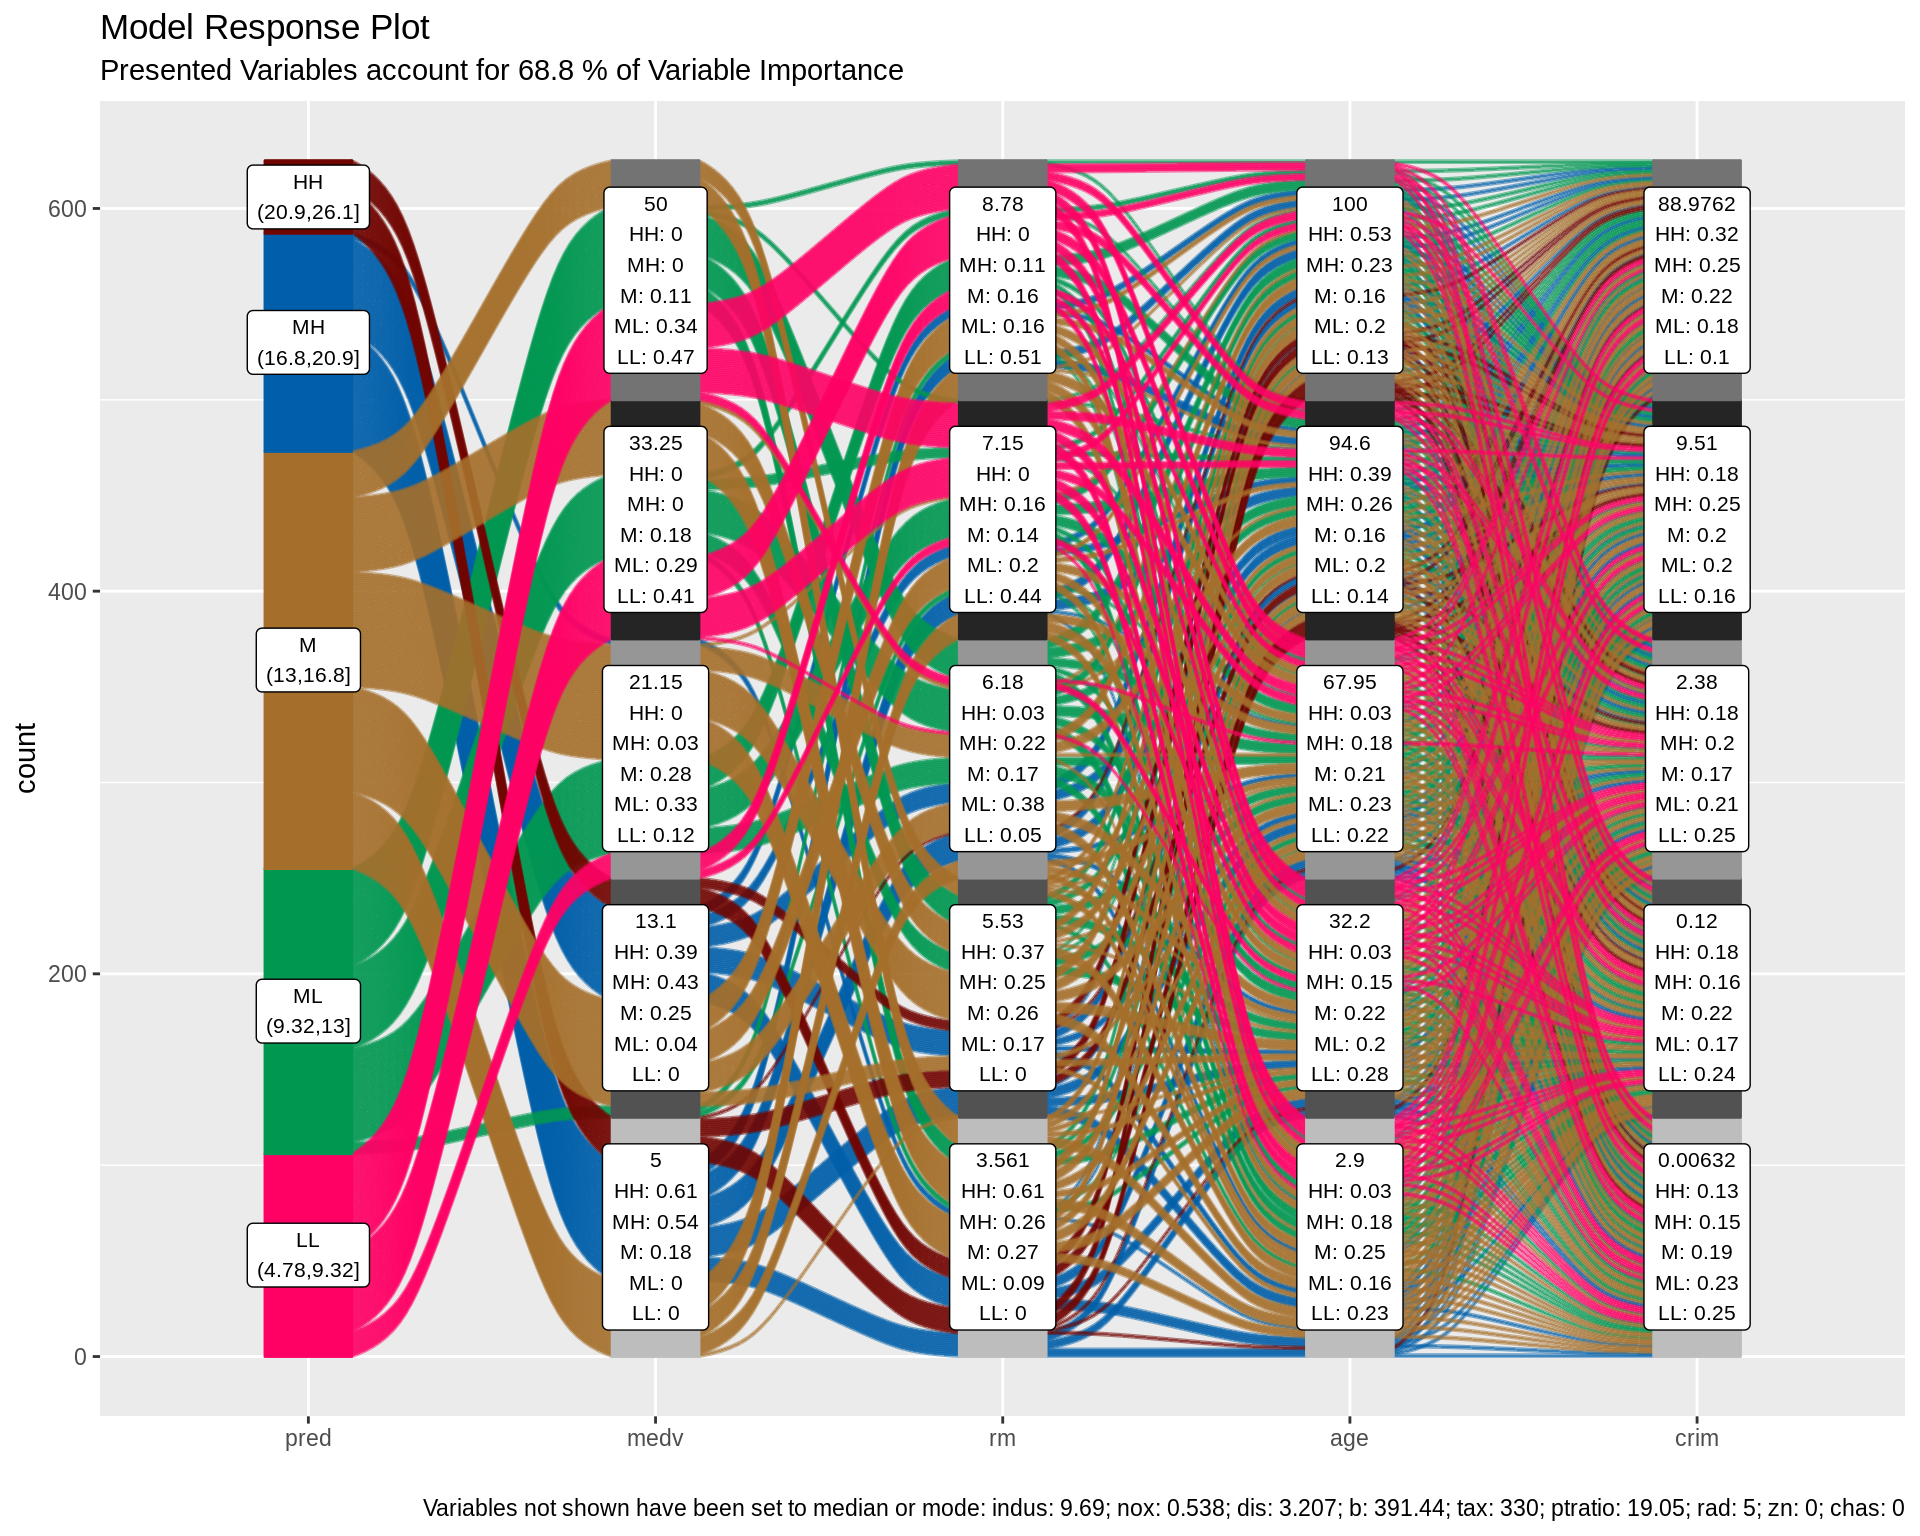 Model Response Plot
Presented Variables account for 68.8 % of Variable Importance
count
600
400
200
0
HH
(20.9,26.1]
MH
(16.8,20.9]
M
(13,16.8]
ML
(9.32,13]
LL
(4.78,9.32]
50
HH: 0
MH: 0
M: 0.11
ML: 0.34
LL: 0.47
33.25
HH: 0
MH: 0
M: 0.18
ML: 0.29
LL: 0.41
21.15
HH: 0
MH: 0.03
M: 0.28
ML: 0.33
LL: 0.12
13.1
HH: 0.39
MH: 0.43
M: 0.25
ML: 0.04
LL: 0
5
HH: 0.61
MH: 0.54
M: 0.18
ML: 0
LL: 0
8.78
HH: 0
MH: 0.11
M: 0.16
ML: 0.16
LL: 0.51
7.15
HH: 0
MH: 0.16
M: 0.14
ML: 0.2
LL: 0.44
6.18
HH: 0.03
MH: 0.22
M: 0.17
ML: 0.38
LL: 0.05
5.53
HH: 0.37
MH: 0.25
M: 0.26
ML: 0.17
LL: 0
3.561
HH: 0.61
MH: 0.26
M: 0.27
ML: 0.09
LL: 0
100
HH: 0.53
MH: 0.23
M: 0.16
ML: 0.2
LL: 0.13
94.6
HH: 0.39
MH: 0.26
M: 0.16
ML: 0.2
LL: 0.14
67.95
HH: 0.03
MH: 0.18
M: 0.21
ML: 0.23
LL: 0.22
32.2
HH: 0.03
MH: 0.15
M: 0.22
ML: 0.2
LL: 0.28
2.9
HH: 0.03
MH: 0.18
M: 0.25
ML: 0.16
LL: 0.23
88.9762
HH: 0.32
MH: 0.25
M: 0.22
ML: 0.18
LL: 0.1
9.51
HH: 0.18
MH: 0.25
M: 0.2
ML: 0.2
LL: 0.16
2.38
HH: 0.18
MH: 0.2
M: 0.17
ML: 0.21
LL: 0.25
0.12
HH: 0.18
MH: 0.16
M: 0.22
ML: 0.17
LL: 0.24
0.00632
HH: 0.13
MH: 0.15
M: 0.19
ML: 0.23
LL: 0.25
pred
medv
rm
age
crim
Variables not shown have been set to median or mode: indus: 9.69; nox: 0.538; dis: 3.207; b: 391.44; tax: 330; ptratio: 19.05; rad: 5; zn: 0; chas: 0